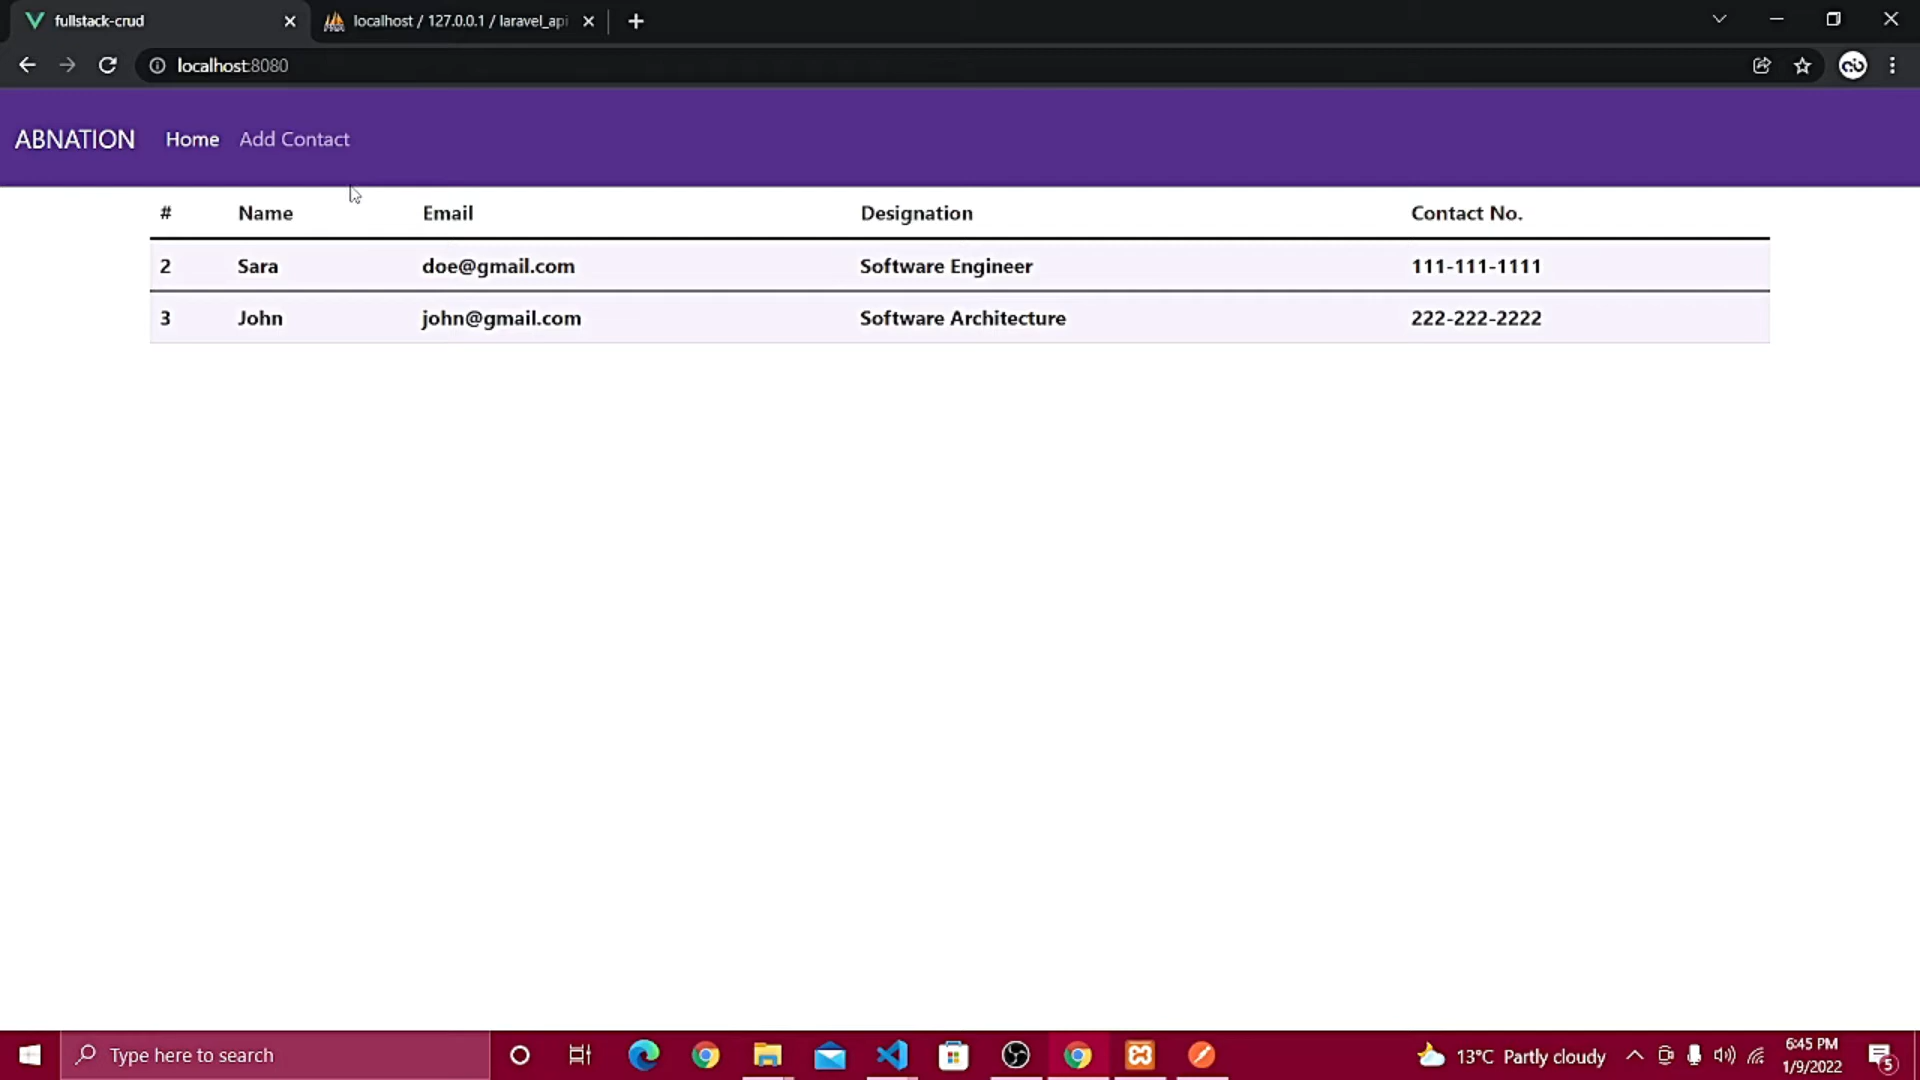 fullstack-crud
localhost / 127.0.0.1 / laravel_api
localhost:8080
ABNATION Home Add Contact
# Name Email Designation Contact No.
2 Sara doe@gmail.com Software Engineer 111-111-1111
3 John john@gmail.com Software Architecture 222-222-2222
Type here to search
13°C Partly cloudy
6:45 PM
1/9/2022
5